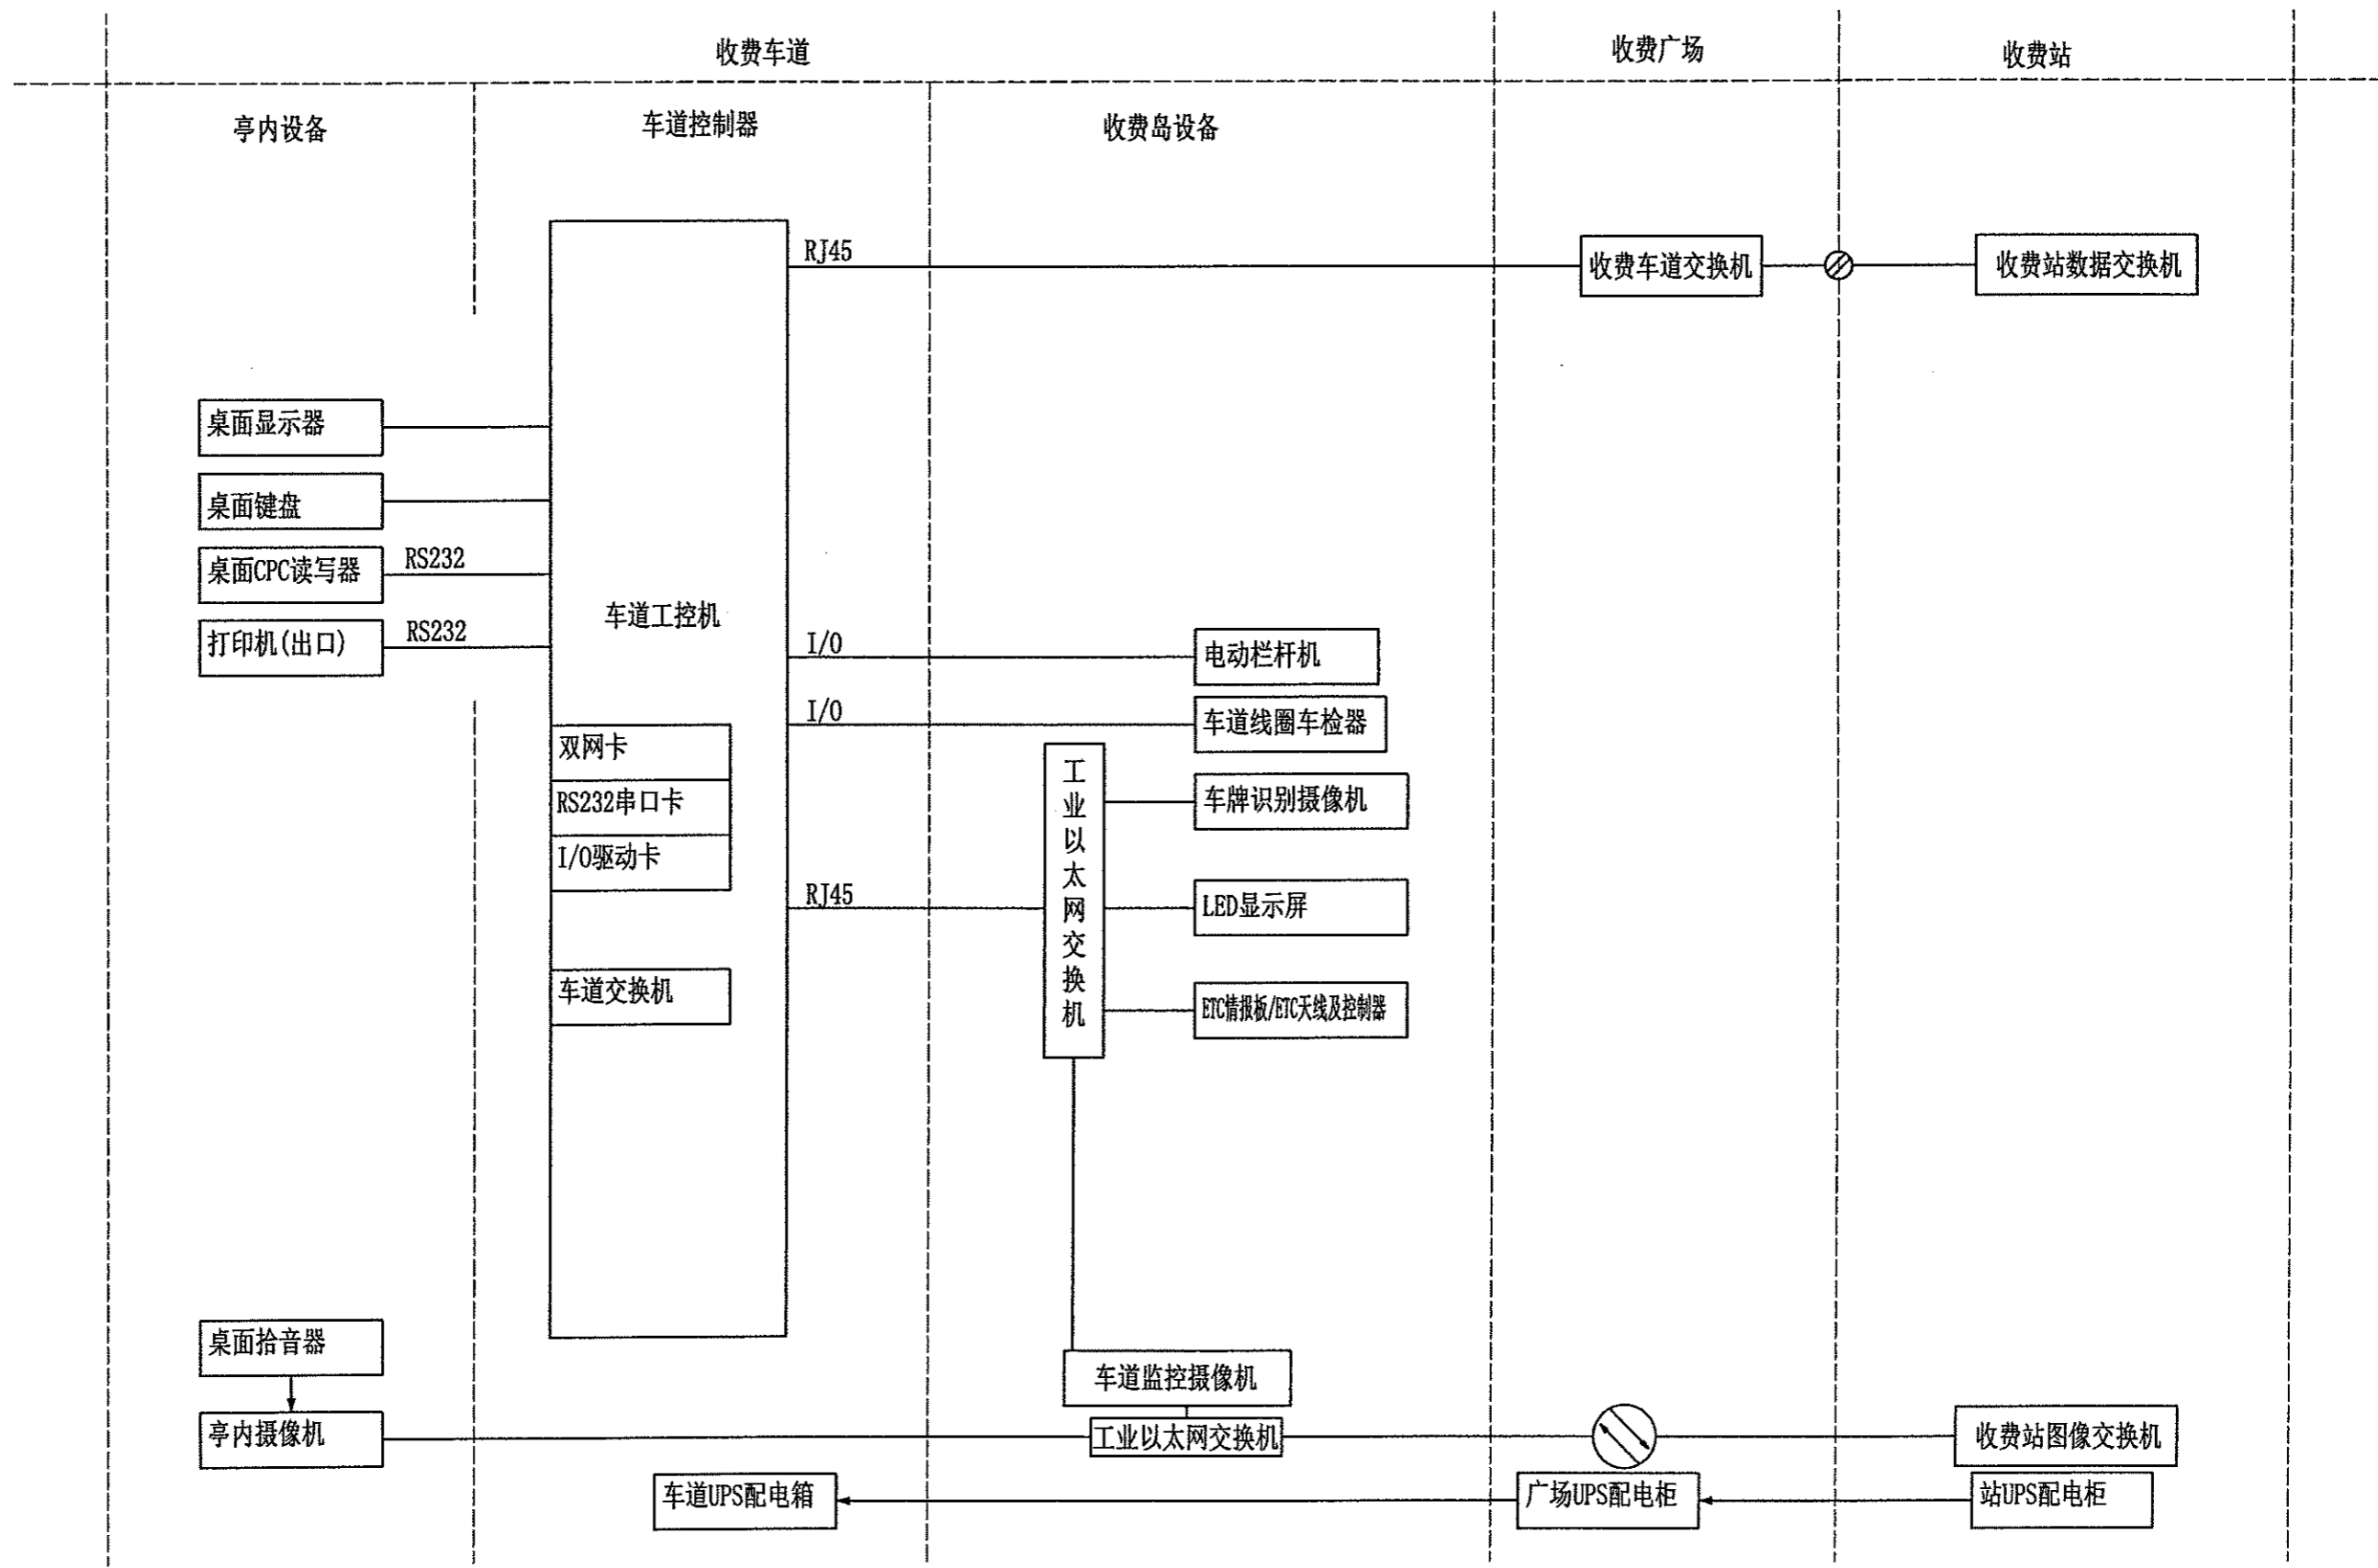 收费车道
收费广场
收费站
亭内设备
车道控制器
收费岛设备
RJ45
收费车道交换机
收费站数据交换机
桌面显示器
桌面键盘
桌面CPC读写器
RS232
打印机(出口)
RS232
车道工控机
I/O
电动栏杆机
I/O
车道线圈车检器
双网卡
RS232串口卡
I/O驱动卡
车道交换机
工业以太网交换机
车牌识别摄像机
RJ45
LED显示屏
ETC情报板/ETC天线及控制器
桌面拾音器
车道监控摄像机
亭内摄像机
工业以太网交换机
收费站图像交换机
车道UPS配电箱
广场UPS配电柜
站UPS配电柜